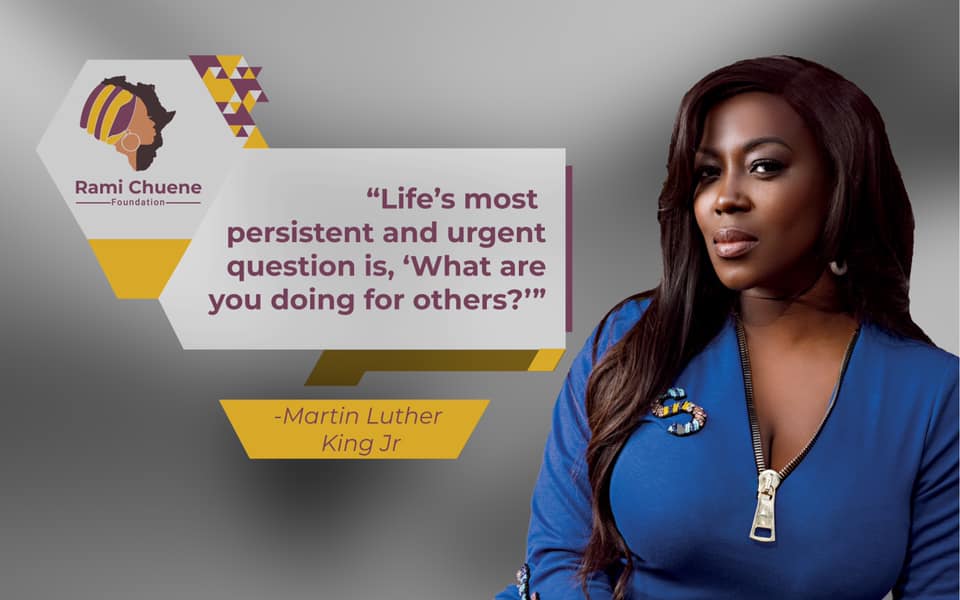 Rami Chuene
Foundation
“Life’s most
persistent and urgent
question is, ‘What are
you doing for others?’”
-Martin Luther
King Jr